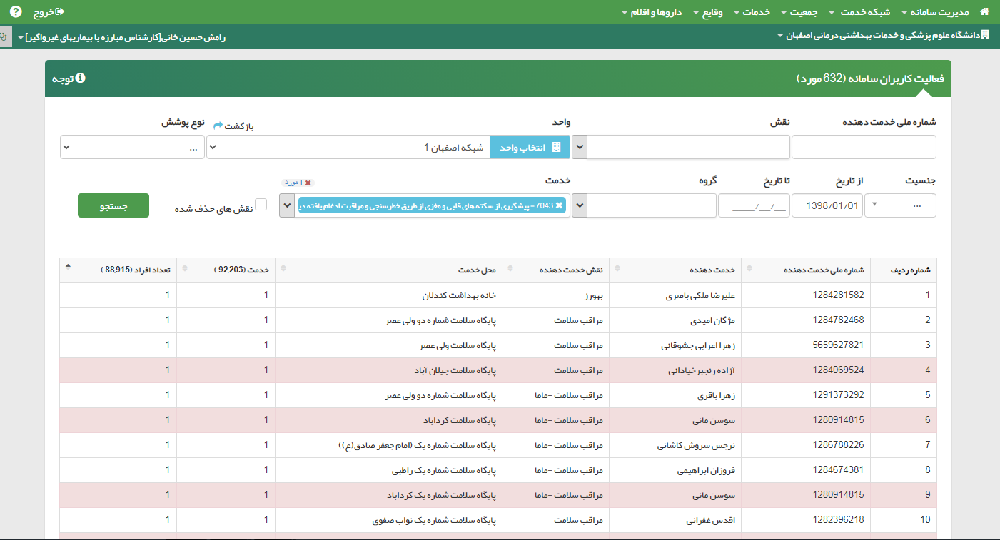 مدیریت سامانه شبکه خدمت جمعیت خدمات وقایع داروها و اقلام خروج
دانشگاه علوم پزشکی و خدمات بهداشتی درمانی اصفهان رامش حسین خانی[کارشناس مبارزه با بیماریهای غیرواگیر]
فعالیت کاربران سامانه (632 مورد) توجه
شماره ملی خدمت دهنده نقش واحد بازگشت نوع پوشش
انتخاب واحد شبکه اصفهان 1 ...
جنسیت از تاریخ تا تاریخ گروه خدمت 1 مورد
... 1398/01/01 __/__/____ 7043 - پیشگیری از سکته های قلبی و مغزی از طریق خطرسنجی و مراقبت ادغام یافته دی نقش های حذف شده جستجو
شماره ردیف شماره ملی خدمت دهنده خدمت دهنده نقش خدمت دهنده محل خدمت خدمت (92,203 ) تعداد افراد (88,915 )
1 1284281582 علیرضا ملکی باصری بهورز خانه بهداشت کندلان 1 1
2 1284782468 مژگان امیدی مراقب سلامت پایگاه سلامت شماره دو ولی عصر 1 1
3 5659627821 زهرا اعرابی جشوقانی مراقب سلامت پایگاه سلامت ولی عصر 1 1
4 1284069524 آزاده رنجبرخیادانی مراقب سلامت پایگاه سلامت جیلان آباد 1 1
5 1291373292 زهرا باقری مراقب سلامت -ماما پایگاه سلامت شماره دو ولی عصر 1 1
6 1280914815 سوسن مانی مراقب سلامت -ماما پایگاه سلامت کرداباد 1 1
7 1286788226 نرجس سروش کاشانی مراقب سلامت -ماما پایگاه سلامت شماره یک (امام جعفر صادق(ع)) 1 1
8 1284674381 فروزان ابراهیمی مراقب سلامت -ماما پایگاه سلامت شماره یک راطبی 1 1
9 1280914815 سوسن مانی مراقب سلامت -ماما پایگاه سلامت شماره یک کرداباد 1 1
10 1282396218 اقدس غفرانی مراقب سلامت پایگاه سلامت شماره یک نواب صفوی 1 1